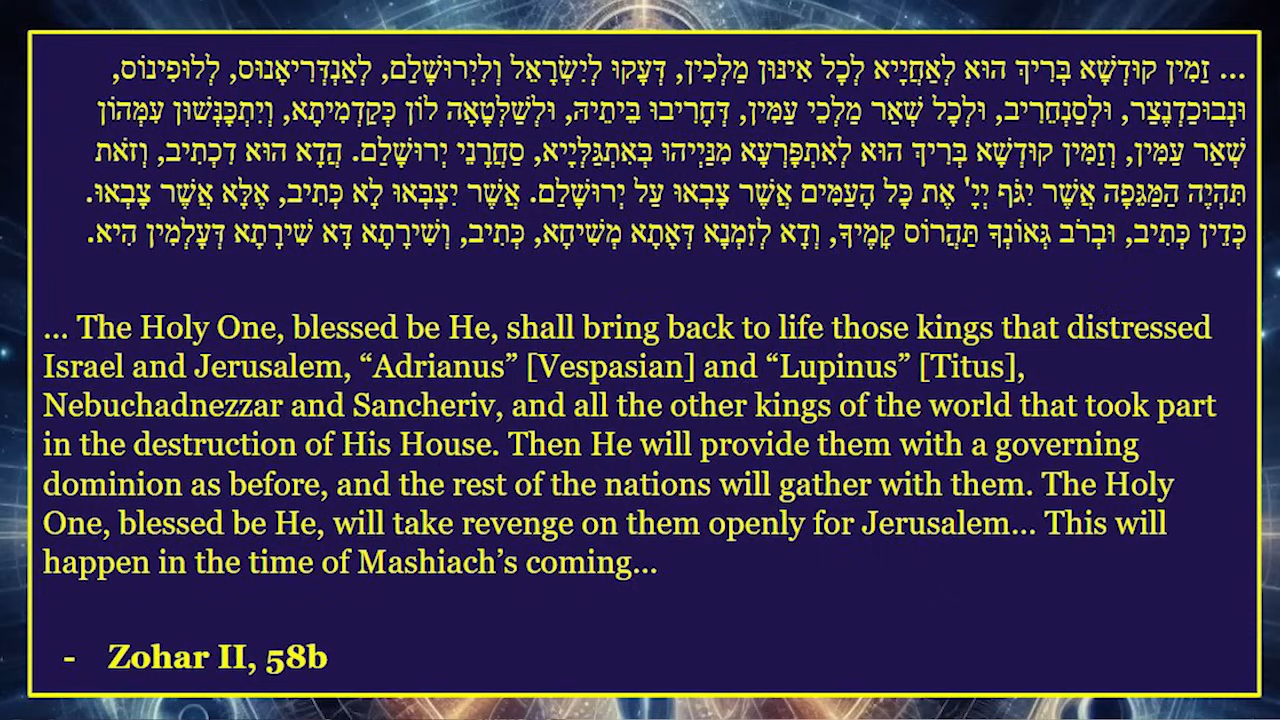 ... זַמִּין קוּדְשָׁא בְּרִיךְ הוּא לְאַחֲיָיא לְכָל אִינּוּן מַלְכִין, דְּעָקוּ לְיִשְׂרָאֵל וְלִירוּשָׁלַם, לְאַנְדְּרִיאָנוּס, לְלוּפִינוּס,
וּנְבוּכַדְנֶצַר, וּלְסַנְחֵרִיב, וּלְכָל שְׁאַר מַלְכֵי עַמִּין, דְּחָרִיבוּ בֵּיתֵיהּ, וּלְשַׁלְּטָאָה לוֹן כְּקַדְמִיתָא, וְיִתְכָּנְּשׁוּן עִמְּהוֹן
שְׁאַר עַמִּין, וְזַמִּין קוּדְשָׁא בְּרִיךְ הוּא לְאִתְפָּרְעָא מִנַּיְיהוּ בְּאִתְגַּלְּיָיא, סַחֲרָנֵי יְרוּשָׁלַם. הֲדָא הוּא דִכְתִיב, וְזֹאת
תִּהְיֶה הַמַּגֵּפָה אֲשֶׁר יִגֹּף יְיָ' אֶת כָּל הָעַמִּים אֲשֶׁר צָבְאוּ עַל יְרוּשָׁלַם. אֲשֶׁר יִצְבְּאוּ לָא כְּתִיב, אֶלָּא אֲשֶׁר צָבְאוּ.
כְּדֵין כְּתִיב, וּבְרֹב גְּאוֹנְךָ תַּהֲרוֹס קָמֶיךָ, וְדָא לְזִמְנָא דְּאָתָא מְשִׁיחָא, כְּתִיב, וְשִׁירָתָא דָּא שִׁירָתָא דְּעָלְמִין הִיא.
... The Holy One, blessed be He, shall bring back to life those kings that distressed
Israel and Jerusalem, “Adrianus” [Vespasian] and “Lupinus” [Titus],
Nebuchadnezzar and Sancheriv, and all the other kings of the world that took part
in the destruction of His House. Then He will provide them with a governing
dominion as before, and the rest of the nations will gather with them. The Holy
One, blessed be He, will take revenge on them openly for Jerusalem... This will
happen in the time of Mashiach’s coming...
- Zohar II, 58b